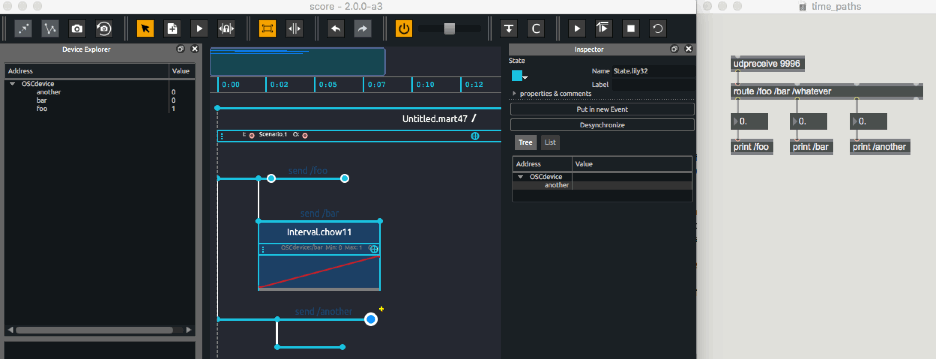 score - 2.0.0-a3
time_paths
Device Explorer
Address Value
OSCdevice
another 0
bar 0
foo 1
0:00 0:02 0:05 0:07 0:10 0:12
Untitled.mart47 /
Scenario.1
send /foo
send /bar
Interval.chow11
OSCdevice:/bar Min: 0 Max: 1
send /another
Inspector
State
Name State.lily32
Label
properties & comments
Put in new Event
Desynchronize
Tree List
Address Value
OSCdevice
another
udpreceive 9996
route /foo /bar /whatever
0. 0. 0.
print /foo print /bar print /another